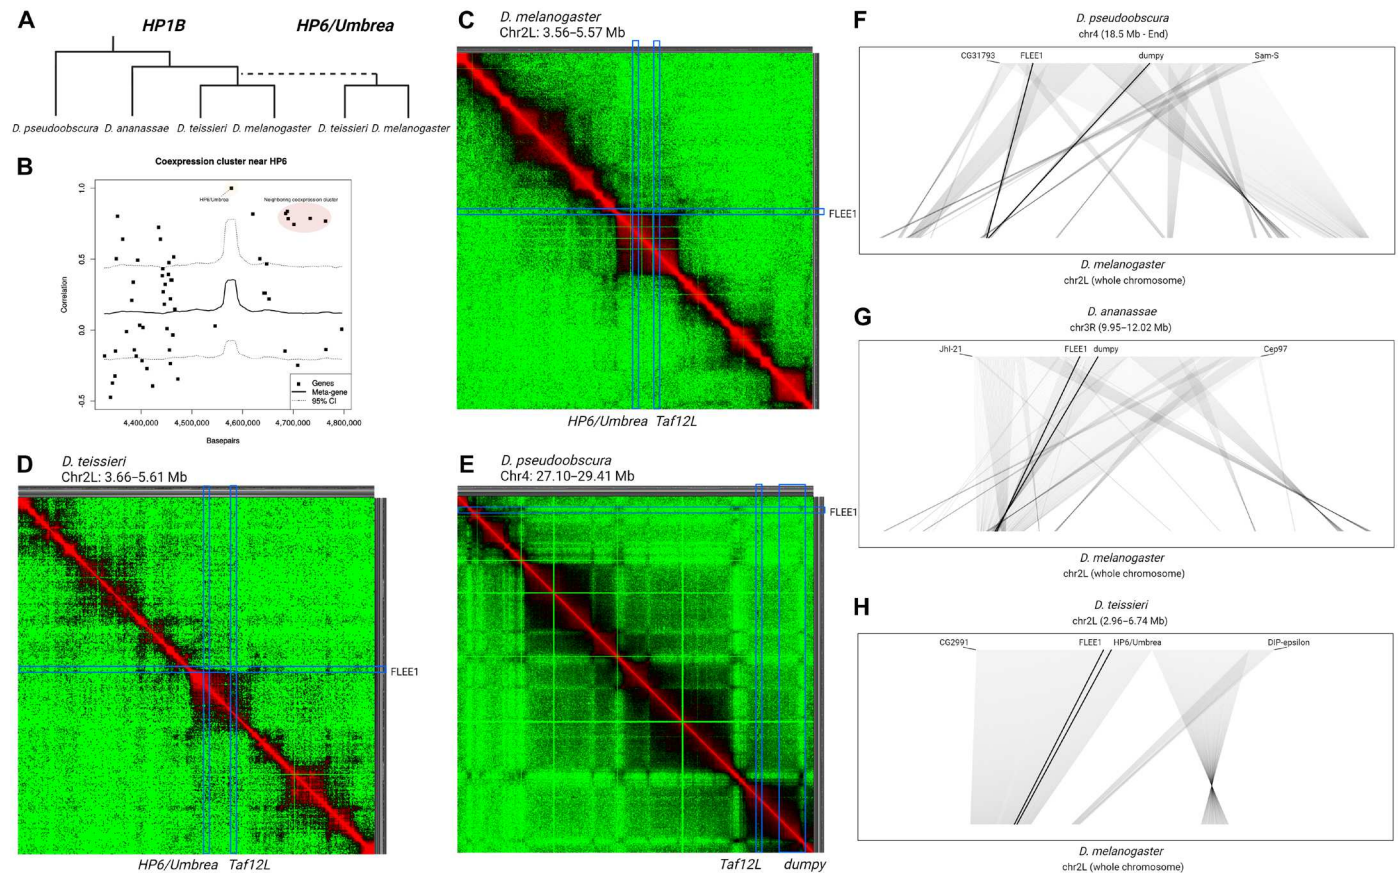 A
HP1B
HP6/Umbrea
D. pseudoobscura
D. ananassae
D. teissieri
D. melanogaster
D. teissieri
D. melanogaster
B
Coexpression cluster near HP6
HP6/Umbrea
Neighboring coexpression cluster
1.0
0.5
0.0
-0.5
Correlation
Genes
Meta-gene
95% CI
4,400,000
4,500,000
4,600,000
4,700,000
4,800,000
Basepairs
C
D. melanogaster
Chr2L: 3.56–5.57 Mb
FLEE1
HP6/Umbrea
Taf12L
D
D. teissieri
Chr2L: 3.66–5.61 Mb
FLEE1
HP6/Umbrea
Taf12L
E
D. pseudoobscura
Chr4: 27.10–29.41 Mb
FLEE1
Taf12L
dumpy
F
D. pseudoobscura
chr4 (18.5 Mb - End)
CG31793
FLEE1
dumpy
Sam-S
D. melanogaster
chr2L (whole chromosome)
G
D. ananassae
chr3R (9.95–12.02 Mb)
JhI-21
FLEE1
dumpy
Cep97
D. melanogaster
chr2L (whole chromosome)
H
D. teissieri
chr2L (2.96–6.74 Mb)
CG2991
FLEE1
HP6/Umbrea
DIP-epsilon
D. melanogaster
chr2L (whole chromosome)